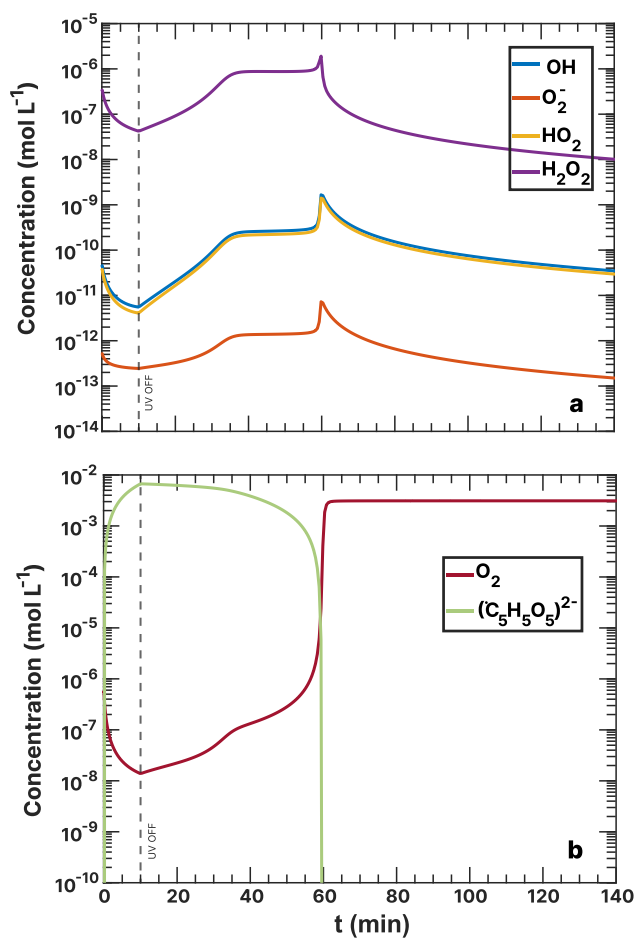 10⁻⁵
10⁻⁶
10⁻⁷
10⁻⁸
10⁻⁹
10⁻¹⁰
10⁻¹¹
10⁻¹²
10⁻¹³
10⁻¹⁴
Concentration (mol L⁻¹)
OH
O₂⁻
HO₂
H₂O₂
UV OFF
a
10⁻²
10⁻³
10⁻⁴
10⁻⁵
10⁻⁶
10⁻⁷
10⁻⁸
10⁻⁹
10⁻¹⁰
Concentration (mol L⁻¹)
O₂
(˙C₅H₅O₅)²⁻
UV OFF
b
0 20 40 60 80 100 120 140
t (min)